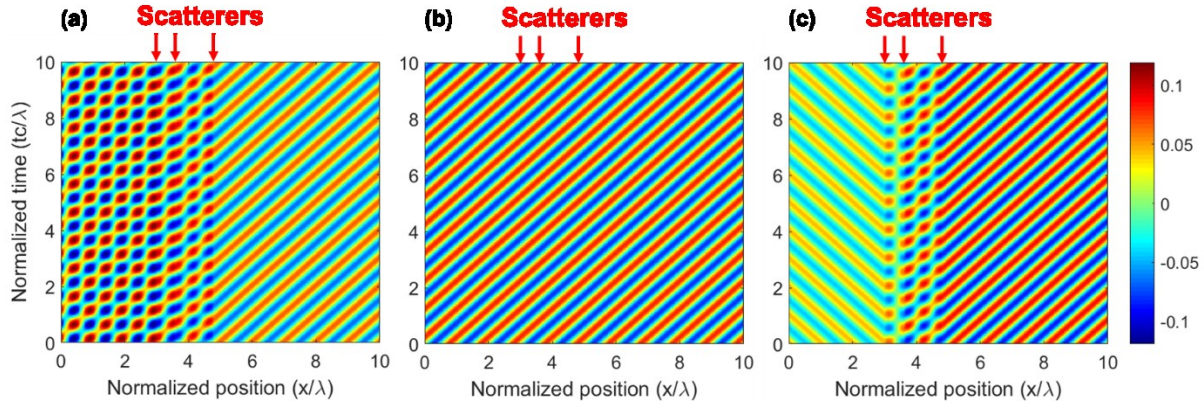 (a) Scatterers (b) Scatterers (c) Scatterers
Normalized time (tc/λ)
10
8
6
4
2
0
0 2 4 6 8 10
Normalized position (x/λ)
10
8
6
4
2
0
0 2 4 6 8 10
Normalized position (x/λ)
10
8
6
4
2
0
0 2 4 6 8 10
Normalized position (x/λ)
0.1
0.05
0
-0.05
-0.1